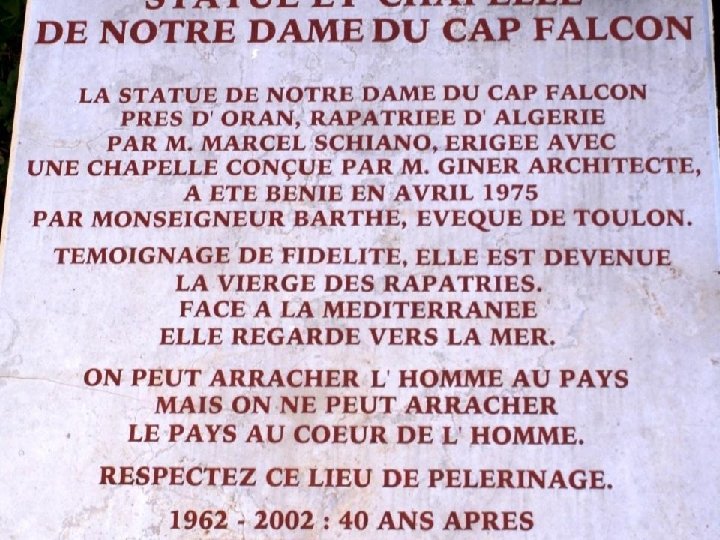 STATUE ET CHAPELLE
DE NOTRE DAME DU CAP FALCON
LA STATUE DE NOTRE DAME DU CAP FALCON
PRES D' ORAN, RAPATRIEE D' ALGERIE
PAR M. MARCEL SCHIANO, ERIGEE AVEC
UNE CHAPELLE CONÇUE PAR M. GINER ARCHITECTE,
A ETE BENIE EN AVRIL 1975
PAR MONSEIGNEUR BARTHE, EVEQUE DE TOULON.
TEMOIGNAGE DE FIDELITE, ELLE EST DEVENUE
LA VIERGE DES RAPATRIES.
FACE A LA MEDITERRANEE
ELLE REGARDE VERS LA MER.
ON PEUT ARRACHER L' HOMME AU PAYS
MAIS ON NE PEUT ARRACHER
LE PAYS AU COEUR DE L' HOMME.
RESPECTEZ CE LIEU DE PELERINAGE.
1962 - 2002 : 40 ANS APRES